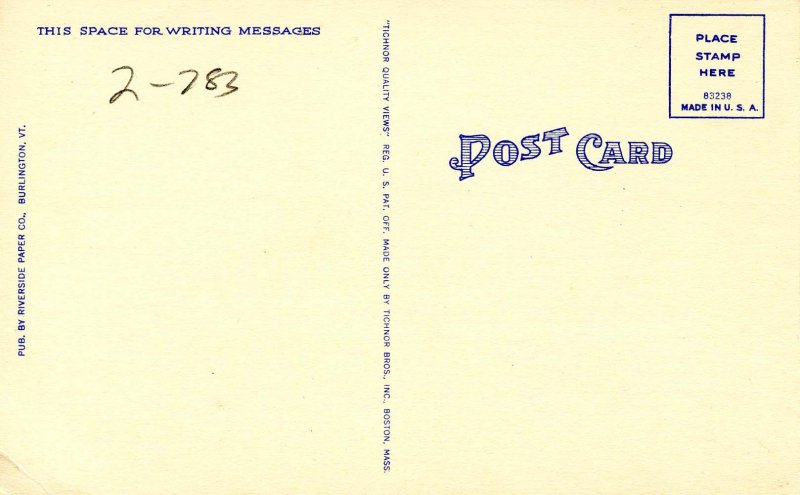 THIS SPACE FOR WRITING MESSAGES
2-783
PUB. BY RIVERSIDE PAPER CO., BURLINGTON, VT.
"TICHNOR QUALITY VIEWS" REG. U. S. PAT. OFF. MADE ONLY BY TICHNOR BROS., INC., BOSTON, MASS.
PLACE
STAMP
HERE
83238
MADE IN U. S. A.
POST CARD